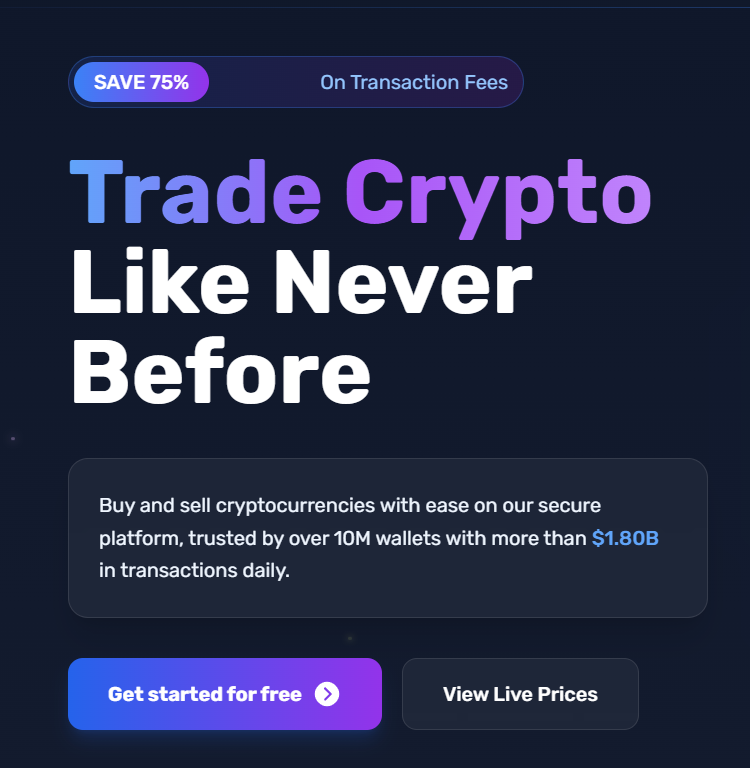 SAVE 75% On Transaction Fees
Trade Crypto
Like Never
Before
Buy and sell cryptocurrencies with ease on our secure
platform, trusted by over 10M wallets with more than $1.80B
in transactions daily.
Get started for free View Live Prices